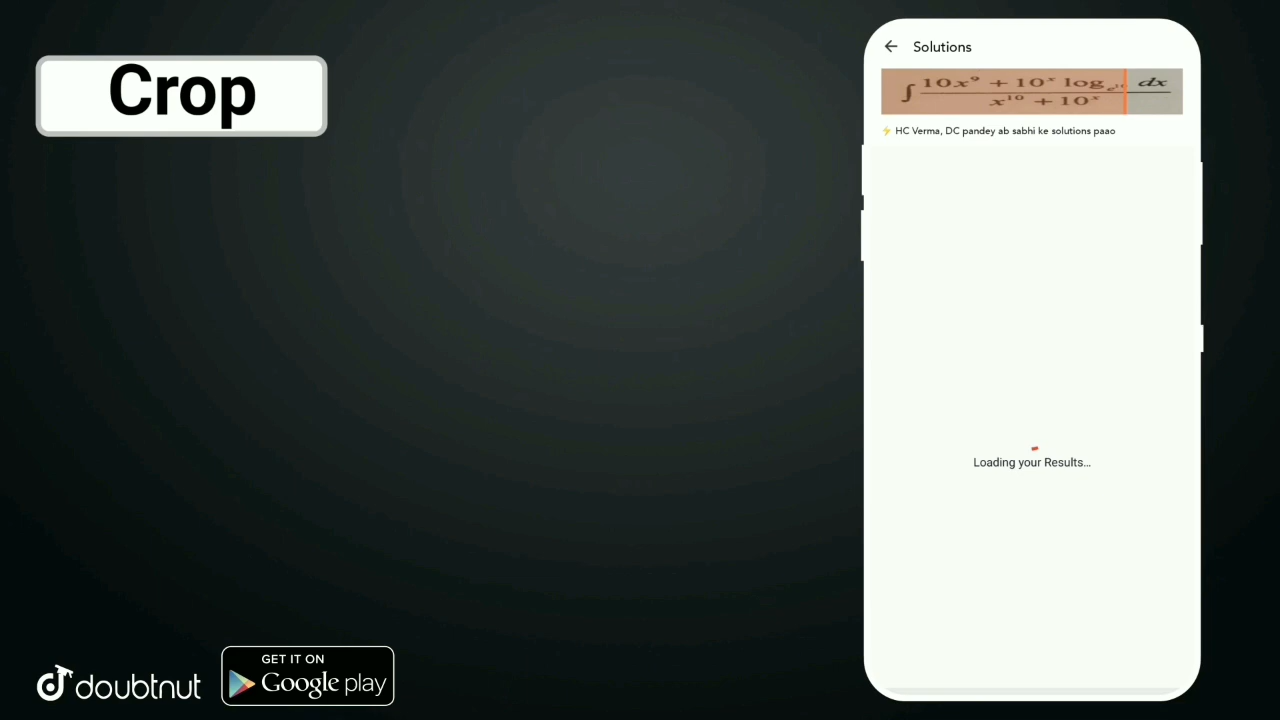 Crop
Solutions
∫ 10x⁹ + 10ˣ logₑ10 dx
x¹⁰ + 10ˣ
⚡ HC Verma, DC pandey ab sabhi ke solutions paao
Loading your Results...
doubtnut
GET IT ON
Google play